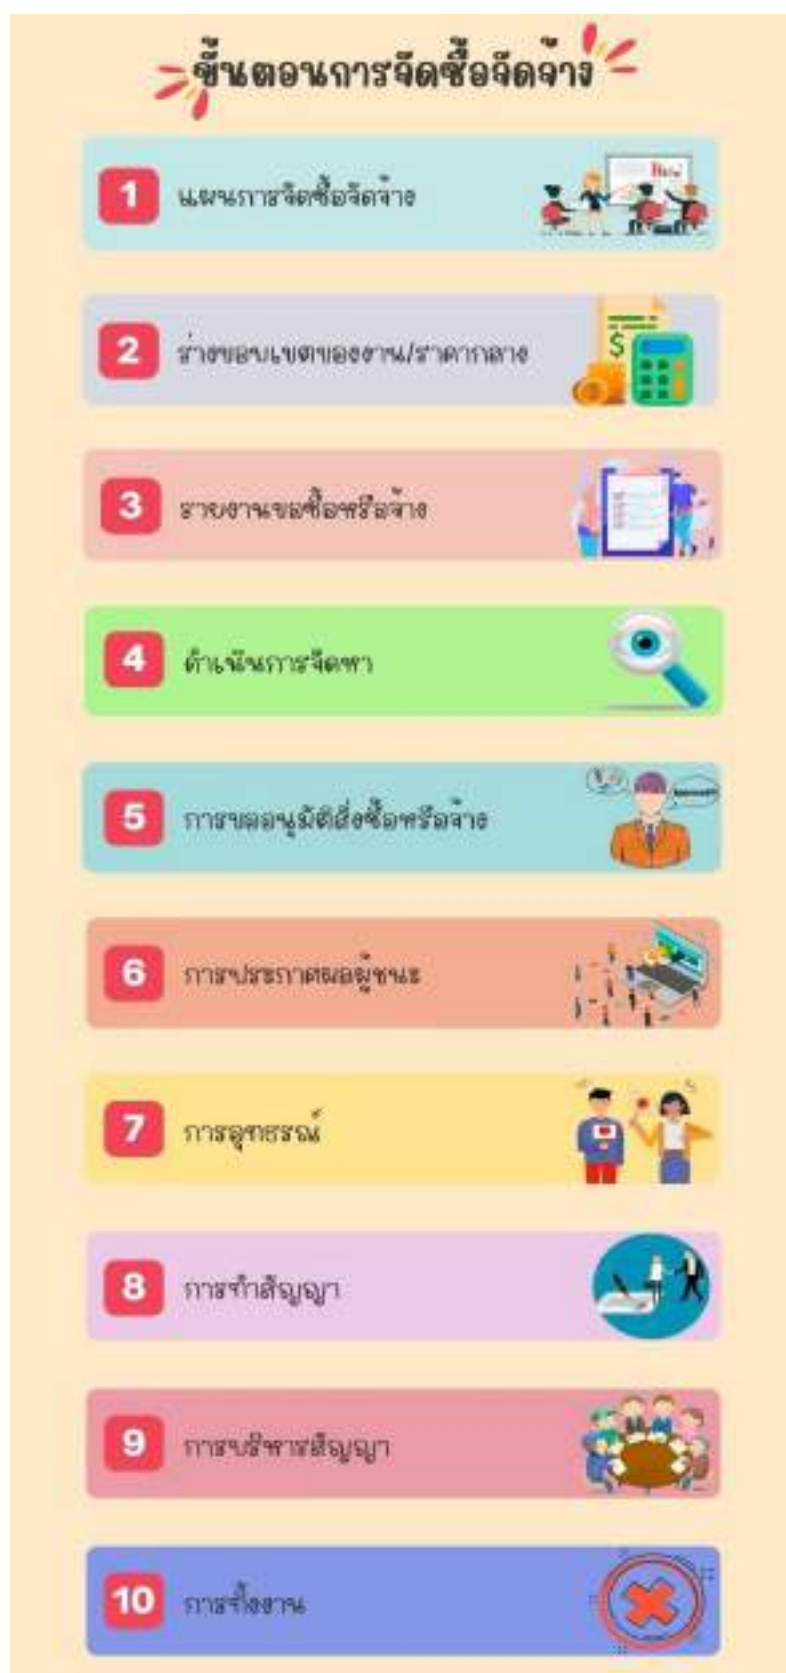 ขั้นตอนการจัดซื้อจัดจ้าง
1 แผนการจัดซื้อจัดจ้าง
2 ร่างขอบเขตของงาน/ราคากลาง
3 รายงานขอซื้อหรือจ้าง
4 ดำเนินการจัดหา
5 การขออนุมัติสั่งซื้อหรือจ้าง
6 การประกาศผลผู้ชนะ
7 การอุทธรณ์
8 การทำสัญญา
9 การบริหารสัญญา
10 การทิ้งงาน